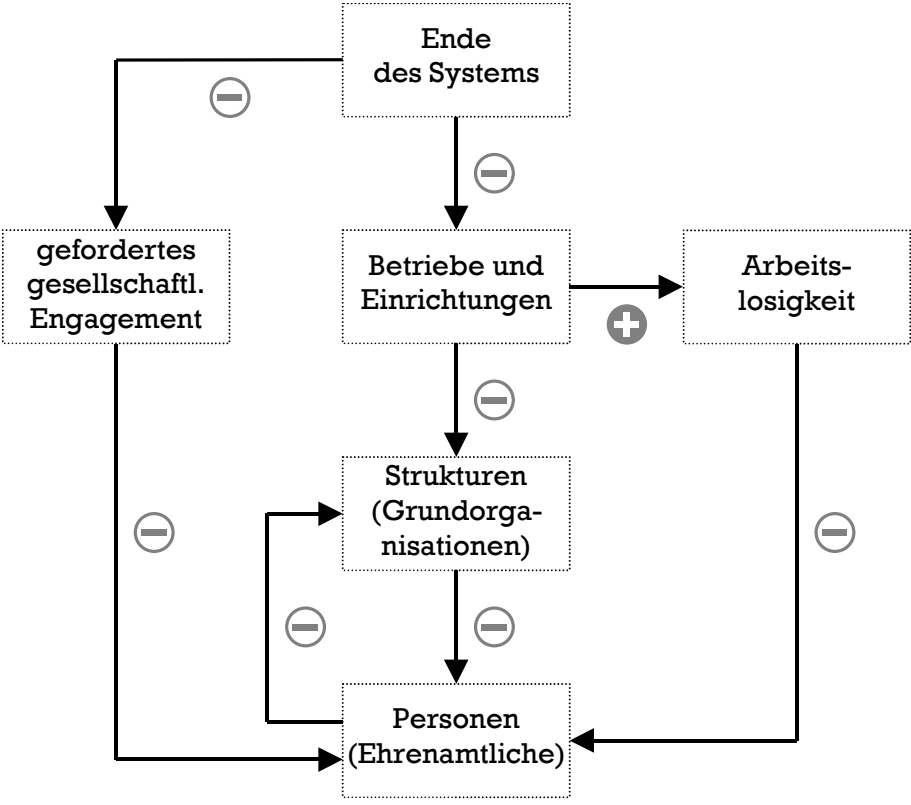 Ende
des Systems
gefordertes
gesellschaftl.
Engagement
Betriebe und
Einrichtungen
Arbeits-
losigkeit
Strukturen
(Grundorga-
nisationen)
Personen
(Ehrenamtliche)